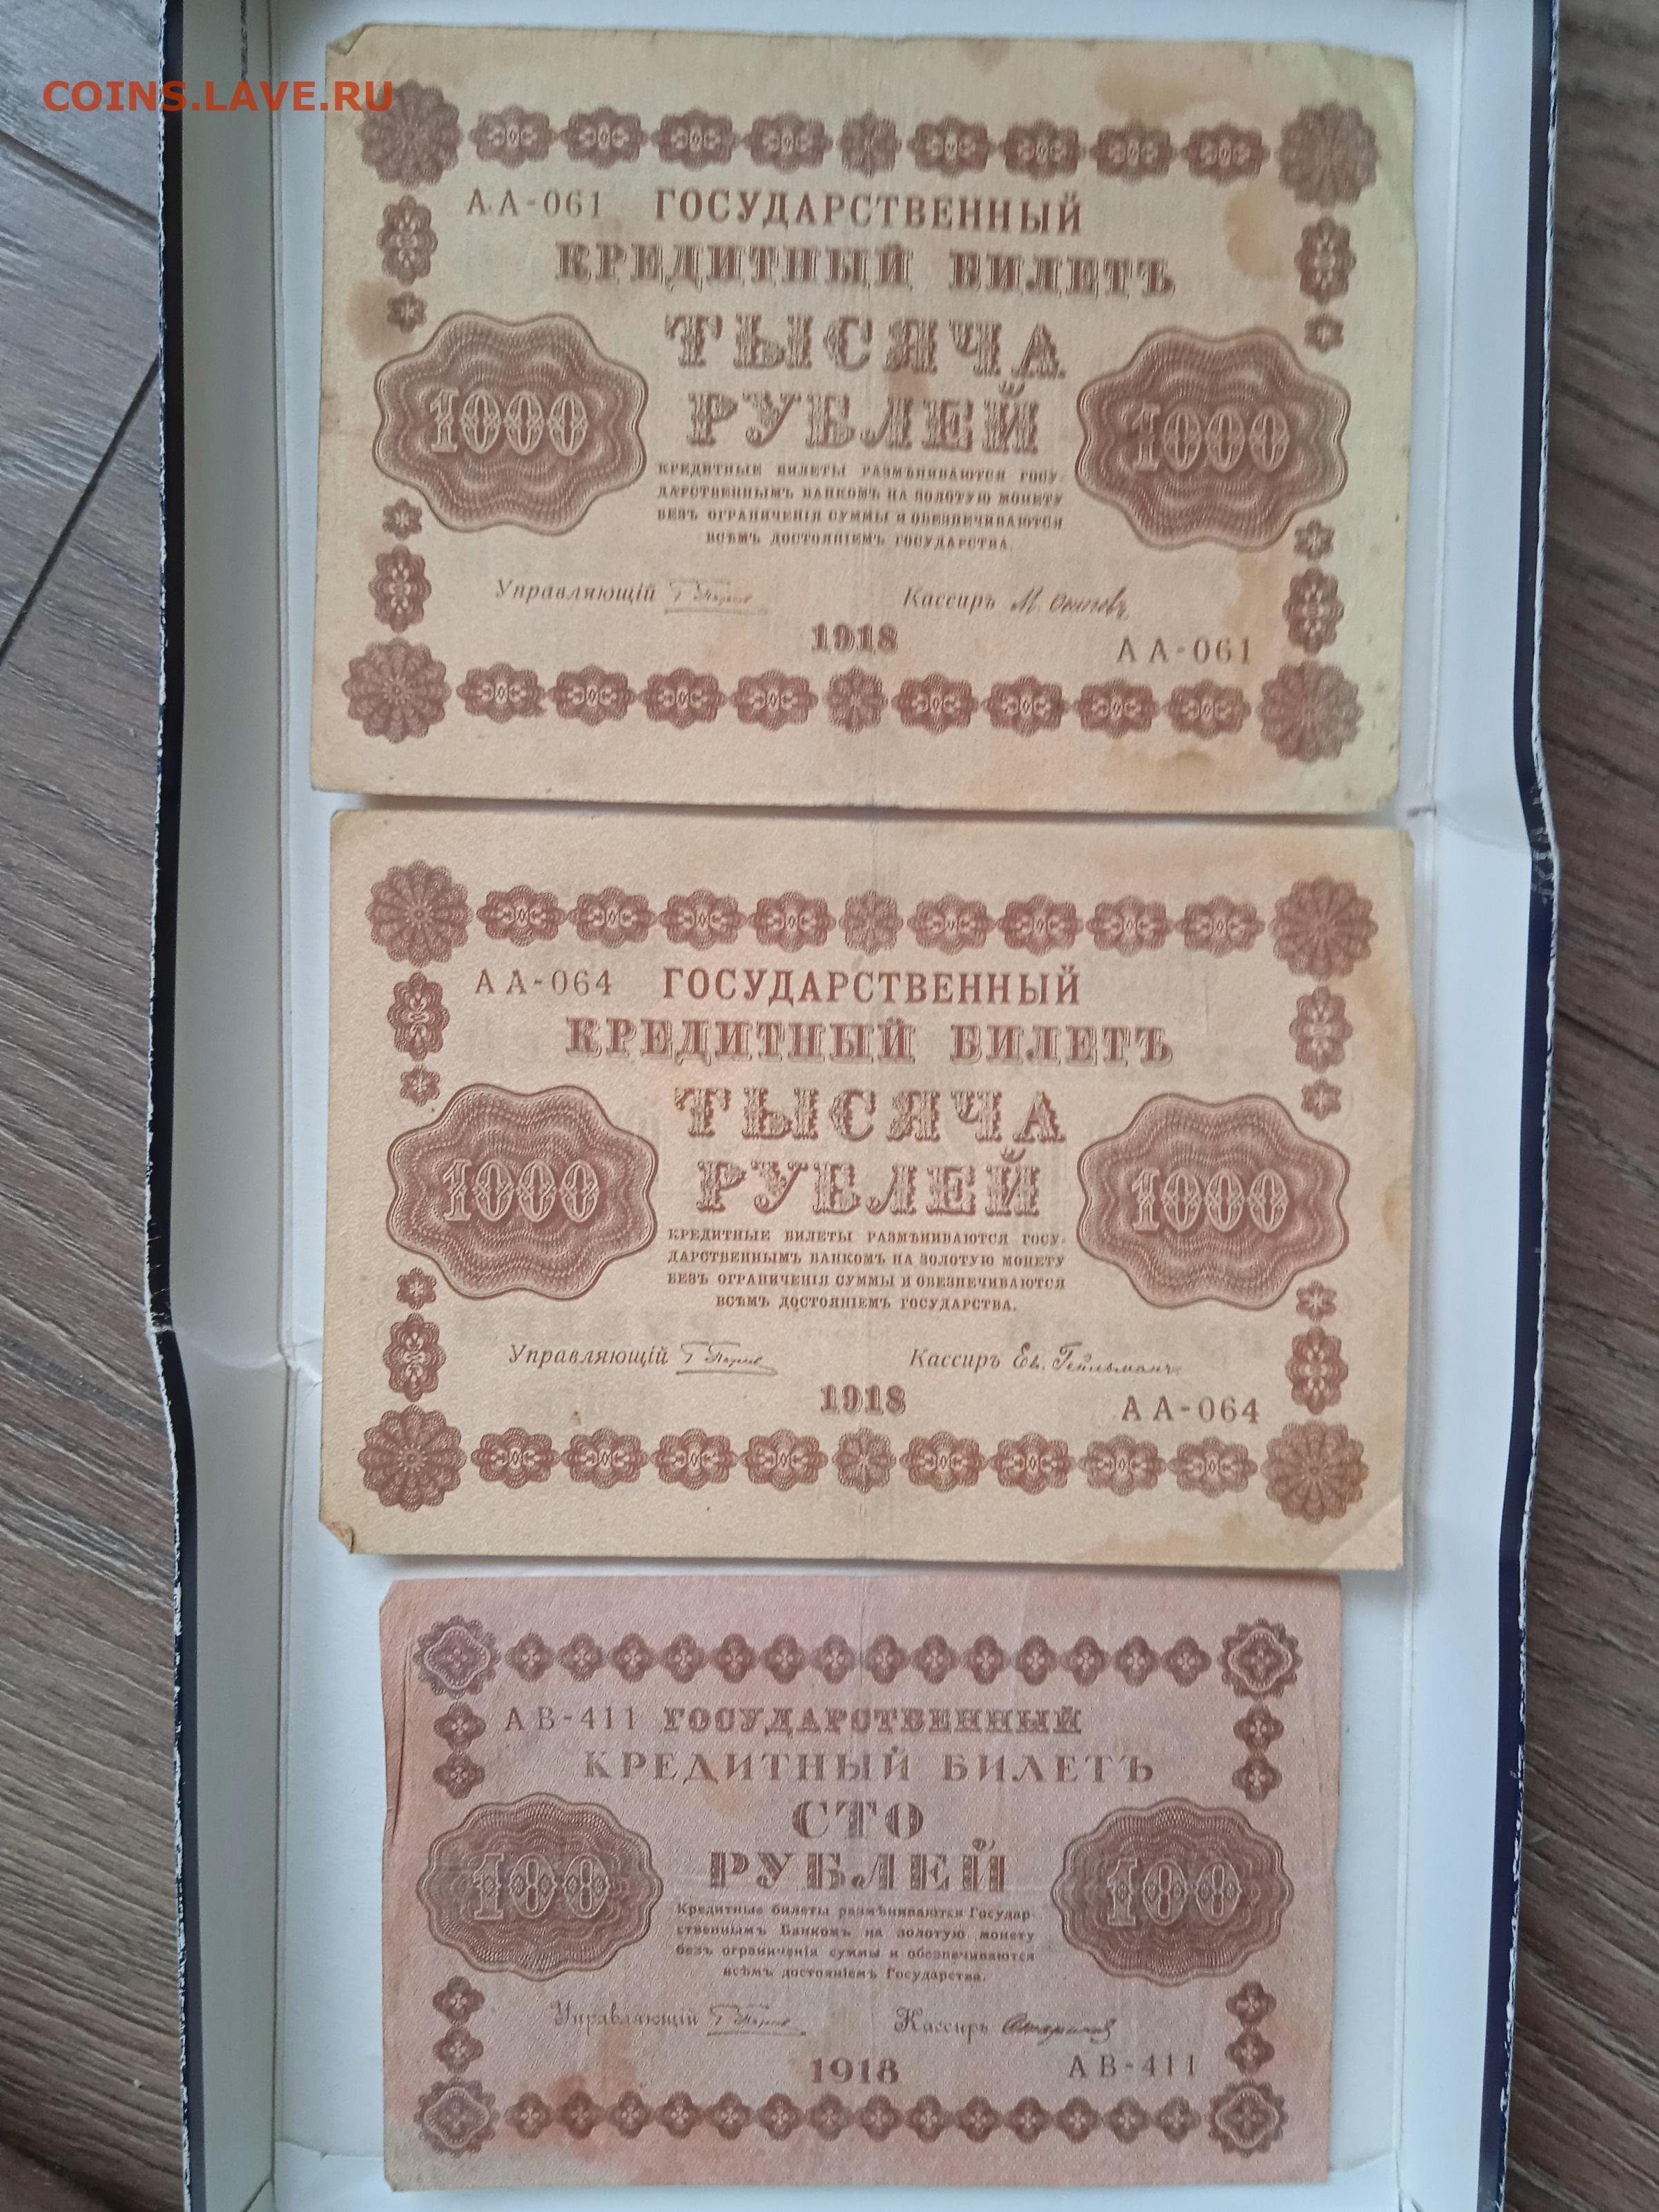 COINS.LAVE.RU
АА-061 ГОСУДАРСТВЕННЫЙ
КРЕДИТНЫЙ БИЛЕТЪ
ТЫСЯЧА
РУБЛЕЙ
1000 1000
КРЕДИТНЫЕ БИЛЕТЫ РАЗМѢНИВАЮТСЯ ГОСУ-
ДАРСТВЕННЫМЪ БАНКОМЪ НА ЗОЛОТУЮ МОНЕТУ
БЕЗЪ ОГРАНИЧЕНІЯ СУММЫ И ОБЕЗПЕЧИВАЮТСЯ
ВСѢМЪ ДОСТОЯНІЕМЪ ГОСУДАРСТВА.
Управляющій Кассиръ М. Осиповъ
1918
АА-061
АА-064 ГОСУДАРСТВЕННЫЙ
КРЕДИТНЫЙ БИЛЕТЪ
ТЫСЯЧА
РУБЛЕЙ
1000 1000
КРЕДИТНЫЕ БИЛЕТЫ РАЗМѢНИВАЮТСЯ ГОСУ-
ДАРСТВЕННЫМЪ БАНКОМЪ НА ЗОЛОТУЮ МОНЕТУ
БЕЗЪ ОГРАНИЧЕНІЯ СУММЫ И ОБЕЗПЕЧИВАЮТСЯ
ВСѢМЪ ДОСТОЯНІЕМЪ ГОСУДАРСТВА.
Управляющій Кассиръ Ев. Гейльманъ
1918
АА-064
АВ-411 ГОСУДАРСТВЕННЫЙ
КРЕДИТНЫЙ БИЛЕТЪ
СТО
РУБЛЕЙ
100 100
Кредитные билеты размѣниваются Государ-
ственнымъ Банкомъ на золотую монету
безъ ограниченія суммы и обезпечиваются
всѣмъ достояніемъ Государства.
Управляющій Кассиръ
1918
АВ-411